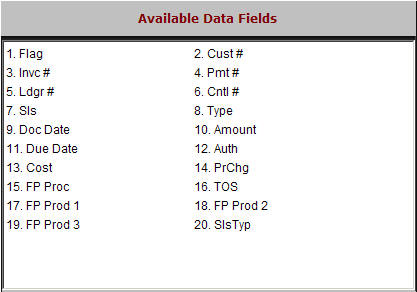 Available Data Fields
1. Flag 2. Cust #
3. Invc # 4. Pmt #
5. Ldgr # 6. Cntl #
7. Sls 8. Type
9. Doc Date 10. Amount
11. Due Date 12. Auth
13. Cost 14. PrChg
15. FP Proc 16. TOS
17. FP Prod 1 18. FP Prod 2
19. FP Prod 3 20. SlsTyp